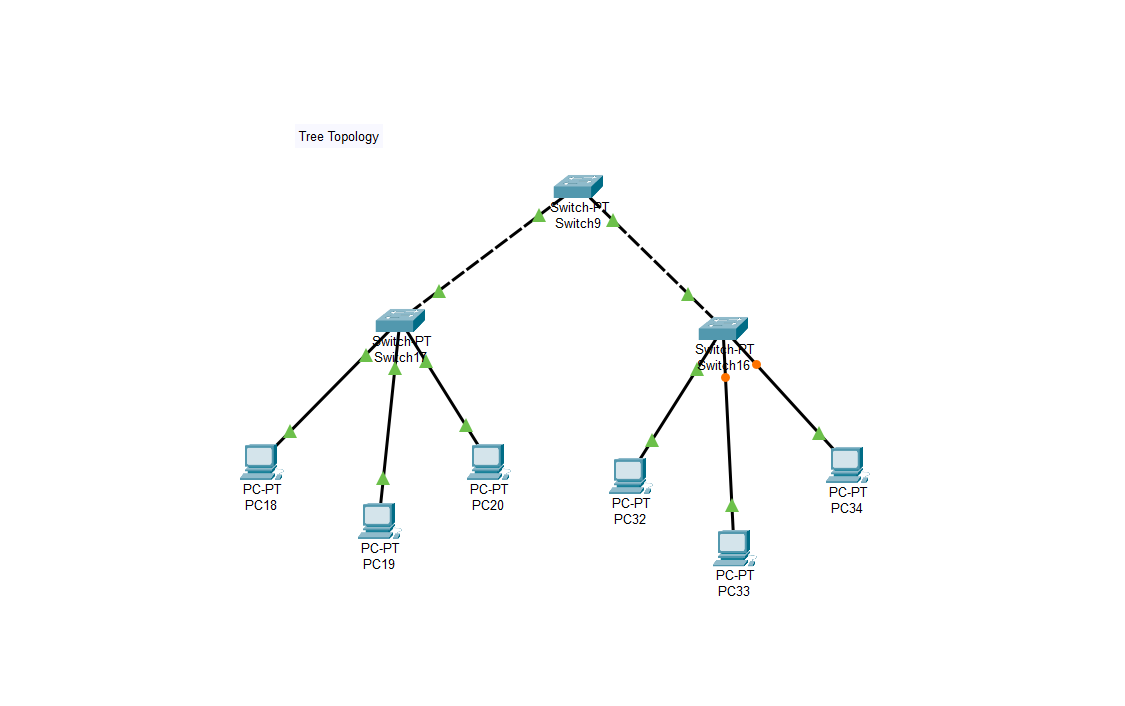 Tree Topology
Switch-PT
Switch9
Switch-PT
Switch17
Switch-PT
Switch16
PC-PT
PC18
PC-PT
PC20
PC-PT
PC32
PC-PT
PC34
PC-PT
PC19
PC-PT
PC33